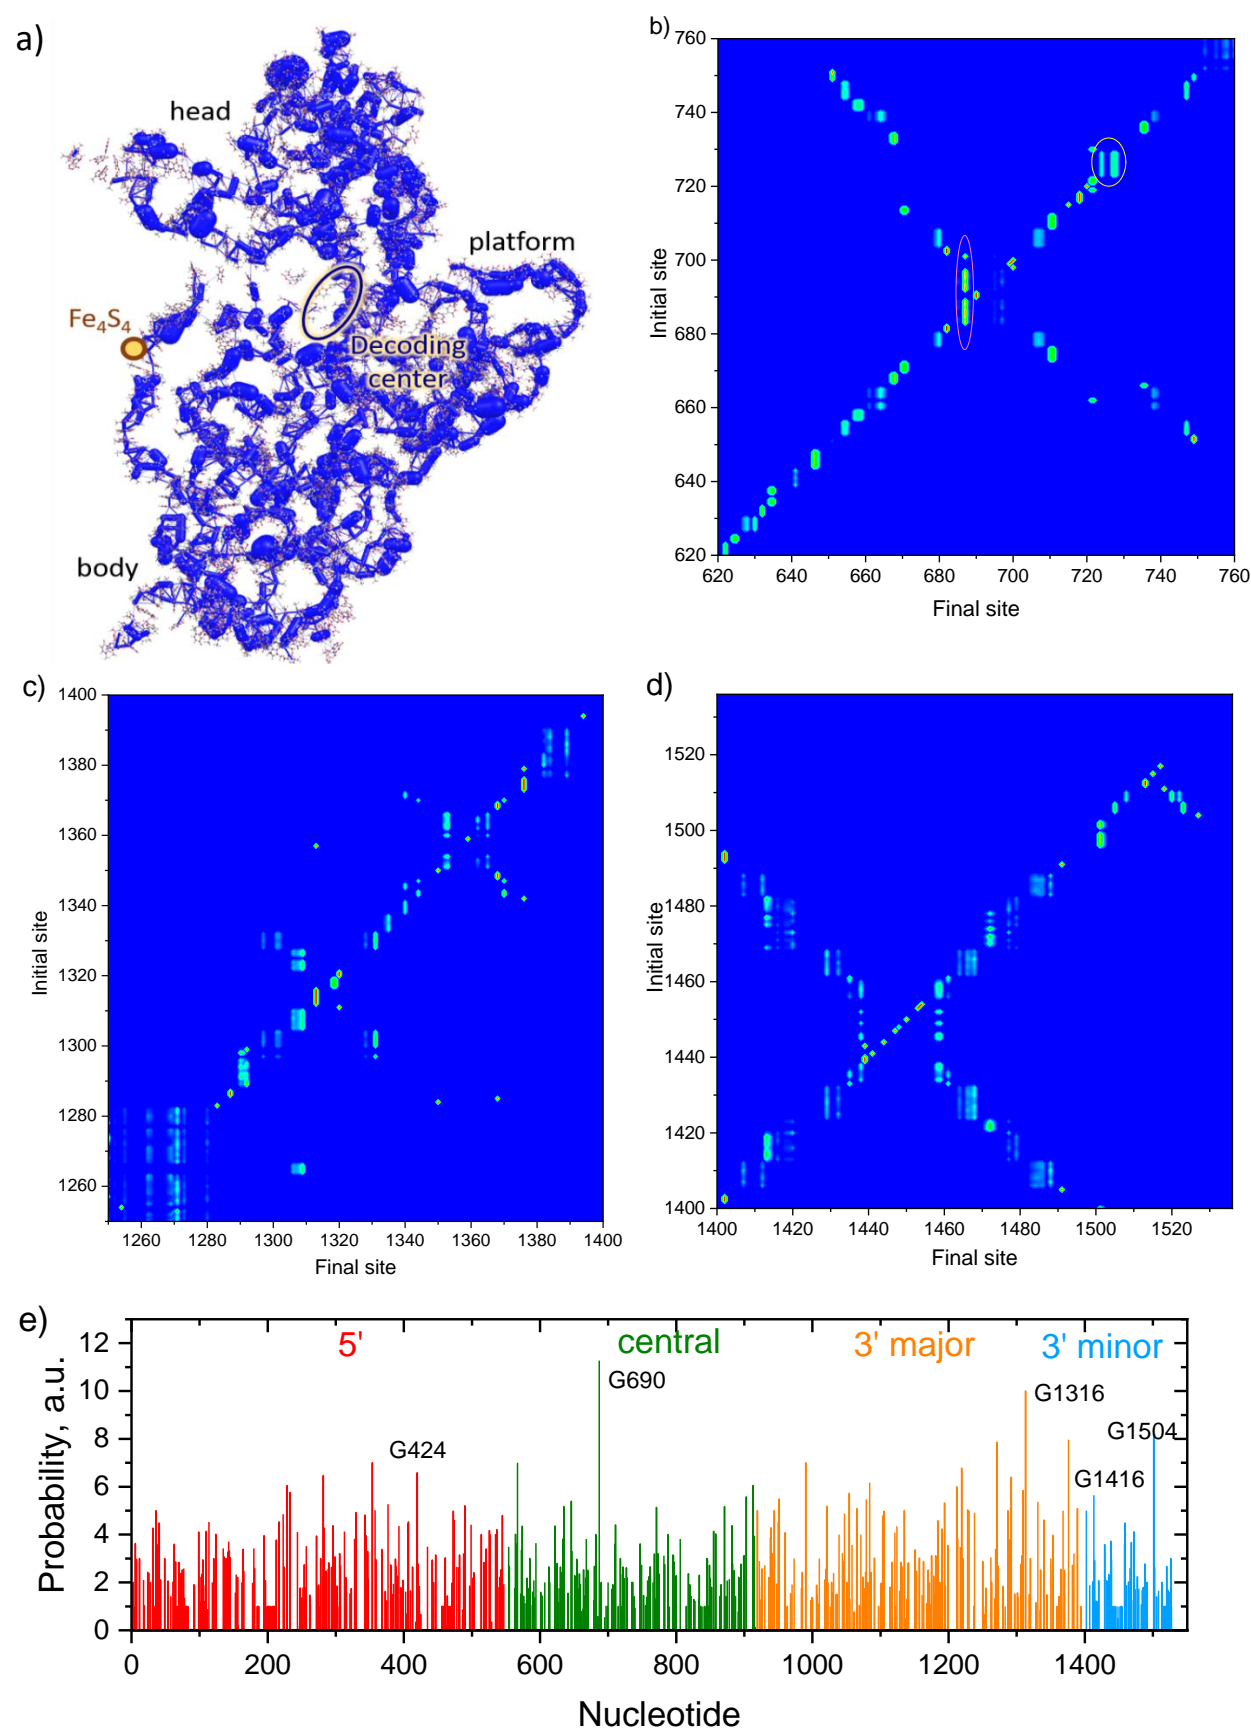 a)
head
platform
Fe₄S₄
Decoding
center
body
b)
760
740
720
700
680
660
640
620
Initial site
620 640 660 680 700 720 740 760
Final site
c)
1400
1380
1360
1340
1320
1300
1280
1260
Initial site
1260 1280 1300 1320 1340 1360 1380 1400
Final site
d)
1520
1500
1480
1460
1440
1420
1400
Initial site
1400 1420 1440 1460 1480 1500 1520
Final site
e)
5' central 3' major 3' minor
12
10
8
6
4
2
0
Probability, a.u.
G424
G690
G1316
G1504
G1416
0 200 400 600 800 1000 1200 1400
Nucleotide